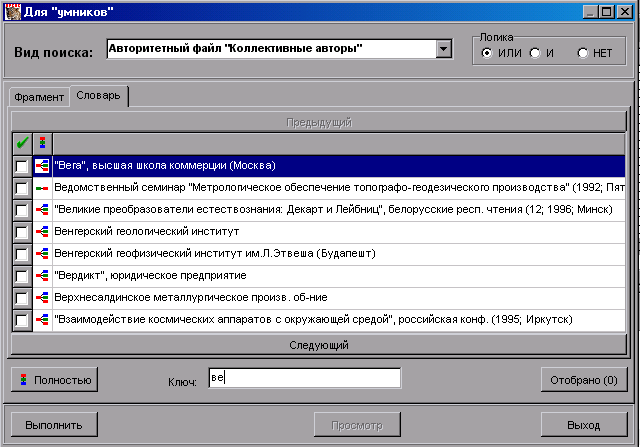 Для "умников"
Вид поиска:
Авторитетный файл "Коллективные авторы"
Логика
ИЛИ И НЕТ
Фрагмент Словарь
Предыдущий
"Вега", высшая школа коммерции (Москва)
Ведомственный семинар "Метрологическое обеспечение топографо-геодезического производства" (1992; Пят
"Великие преобразователи естествознания: Декарт и Лейбниц", белорусские респ. чтения (12; 1996; Минск)
Венгерский геологический институт
Венгерский геофизический институт им.Л.Этвеша (Будапешт)
"Вердикт", юридическое предприятие
Верхнесалдинское металлургическое произв. об-ние
"Взаимодействие космических аппаратов с окружающей средой", российская конф. (1995; Иркутск)
Следующий
Полностью Ключ: ве Отобрано (0)
Выполнить Просмотр Выход